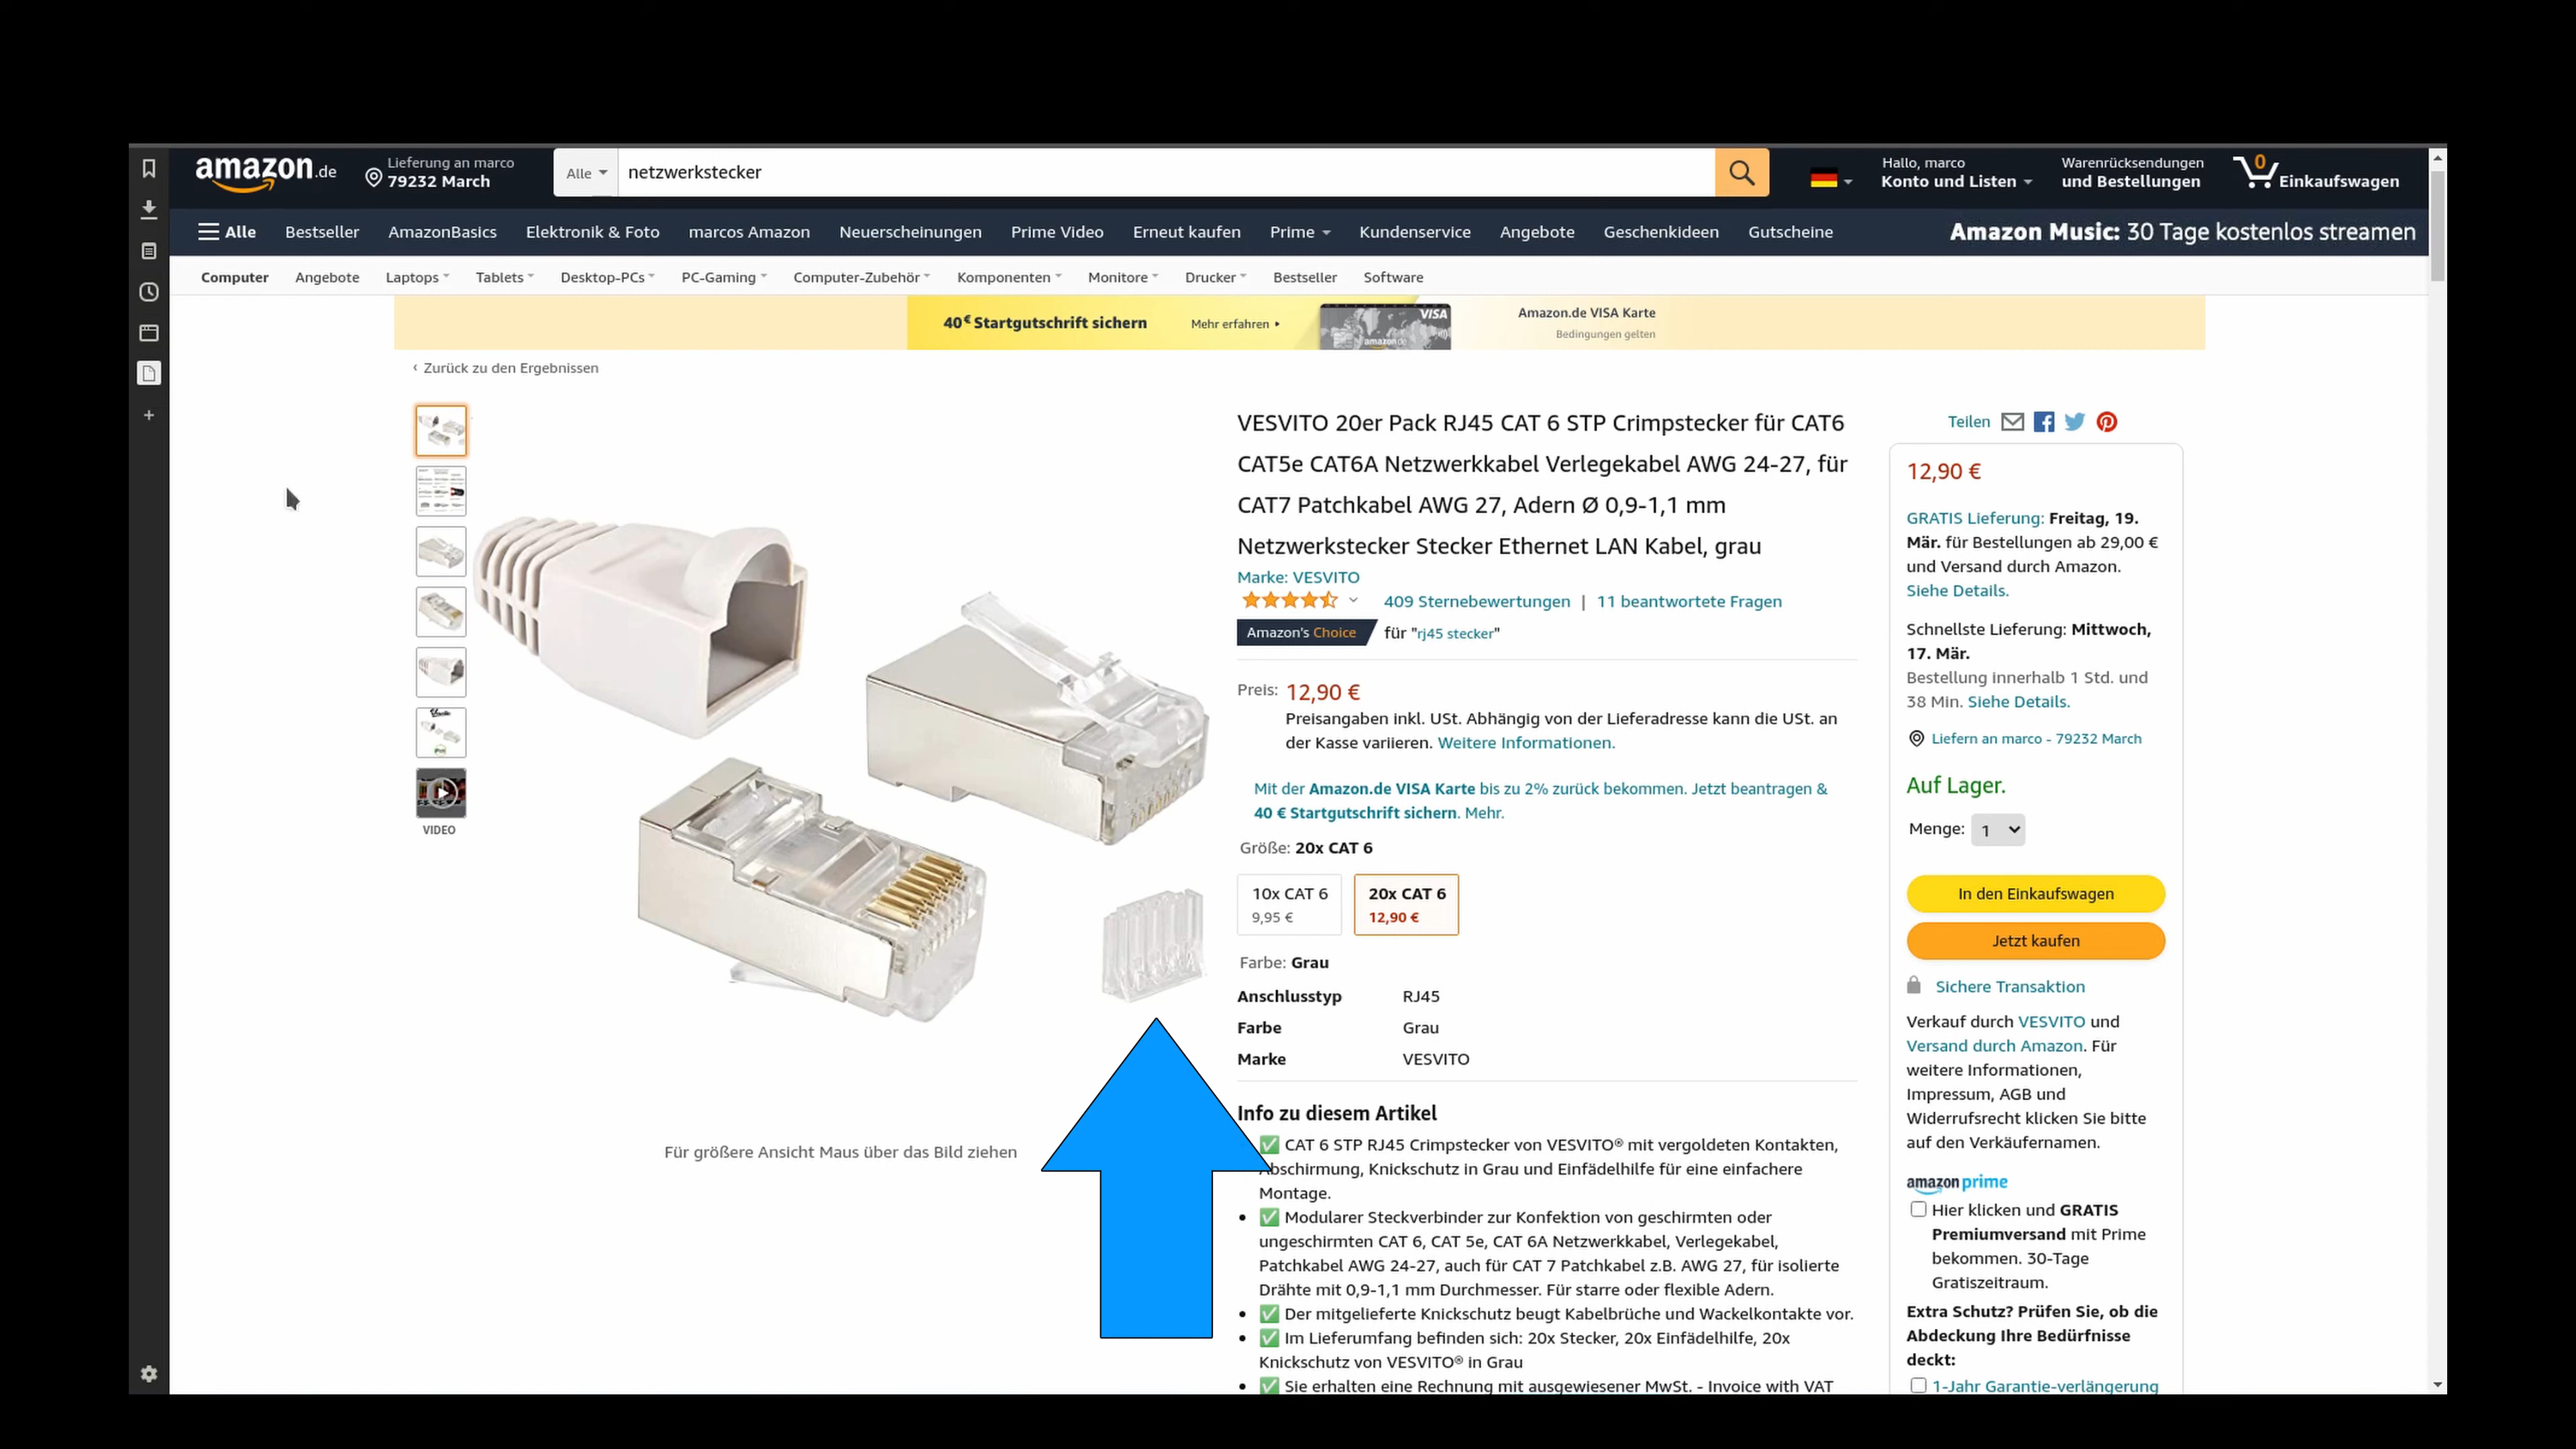 amazon.de
Lieferung an marco
79232 March
Alle
netzwerkstecker
Hallo, marco
Konto und Listen
Warenrücksendungen
und Bestellungen
0
Einkaufswagen
Alle Bestseller AmazonBasics Elektronik & Foto marcos Amazon Neuerscheinungen Prime Video Erneut kaufen Prime Kundenservice Angebote Geschenkideen Gutscheine
Amazon Music: 30 Tage kostenlos streamen
Computer Angebote Laptops Tablets Desktop-PCs PC-Gaming Computer-Zubehör Komponenten Monitore Drucker Bestseller Software
40€ Startgutschrift sichern
Mehr erfahren
VISA
amazon.de
Amazon.de VISA Karte
Bedingungen gelten
‹ Zurück zu den Ergebnissen
VIDEO
Für größere Ansicht Maus über das Bild ziehen
VESVITO 20er Pack RJ45 CAT 6 STP Crimpstecker für CAT6
CAT5e CAT6A Netzwerkkabel Verlegekabel AWG 24-27, für
CAT7 Patchkabel AWG 27, Adern Ø 0,9-1,1 mm
Netzwerkstecker Stecker Ethernet LAN Kabel, grau
Marke: VESVITO
409 Sternebewertungen | 11 beantwortete Fragen
Amazon's Choice für "rj45 stecker"
Preis: 12,90 €
Preisangaben inkl. USt. Abhängig von der Lieferadresse kann die USt. an
der Kasse variieren. Weitere Informationen.
Mit der Amazon.de VISA Karte bis zu 2% zurück bekommen. Jetzt beantragen &
40 € Startgutschrift sichern. Mehr.
Größe: 20x CAT 6
10x CAT 6
9,95 €
20x CAT 6
12,90 €
Farbe: Grau
Anschlusstyp RJ45
Farbe Grau
Marke VESVITO
Info zu diesem Artikel
✅ CAT 6 STP RJ45 Crimpstecker von VESVITO® mit vergoldeten Kontakten,
Abschirmung, Knickschutz in Grau und Einfädelhilfe für eine einfachere
Montage.
• ✅ Modularer Steckverbinder zur Konfektion von geschirmten oder
ungeschirmten CAT 6, CAT 5e, CAT 6A Netzwerkkabel, Verlegekabel,
Patchkabel AWG 24-27, auch für CAT 7 Patchkabel z.B. AWG 27, für isolierte
Drähte mit 0,9-1,1 mm Durchmesser. Für starre oder flexible Adern.
• ✅ Der mitgelieferte Knickschutz beugt Kabelbrüche und Wackelkontakte vor.
• ✅ Im Lieferumfang befinden sich: 20x Stecker, 20x Einfädelhilfe, 20x
Knickschutz von VESVITO® in Grau
• ✅ Sie erhalten eine Rechnung mit ausgewiesener MwSt. - Invoice with VAT
Teilen
12,90 €
GRATIS Lieferung: Freitag, 19.
Mär. für Bestellungen ab 29,00 €
und Versand durch Amazon.
Siehe Details.
Schnellste Lieferung: Mittwoch,
17. Mär.
Bestellung innerhalb 1 Std. und
38 Min. Siehe Details.
Liefern an marco - 79232 March
Auf Lager.
Menge: 1
In den Einkaufswagen
Jetzt kaufen
Sichere Transaktion
Verkauf durch VESVITO und
Versand durch Amazon. Für
weitere Informationen,
Impressum, AGB und
Widerrufsrecht klicken Sie bitte
auf den Verkäufernamen.
amazon prime
Hier klicken und GRATIS
Premiumversand mit Prime
bekommen. 30-Tage
Gratiszeitraum.
Extra Schutz? Prüfen Sie, ob die
Abdeckung Ihre Bedürfnisse
deckt:
1-Jahr Garantie-verlängerung